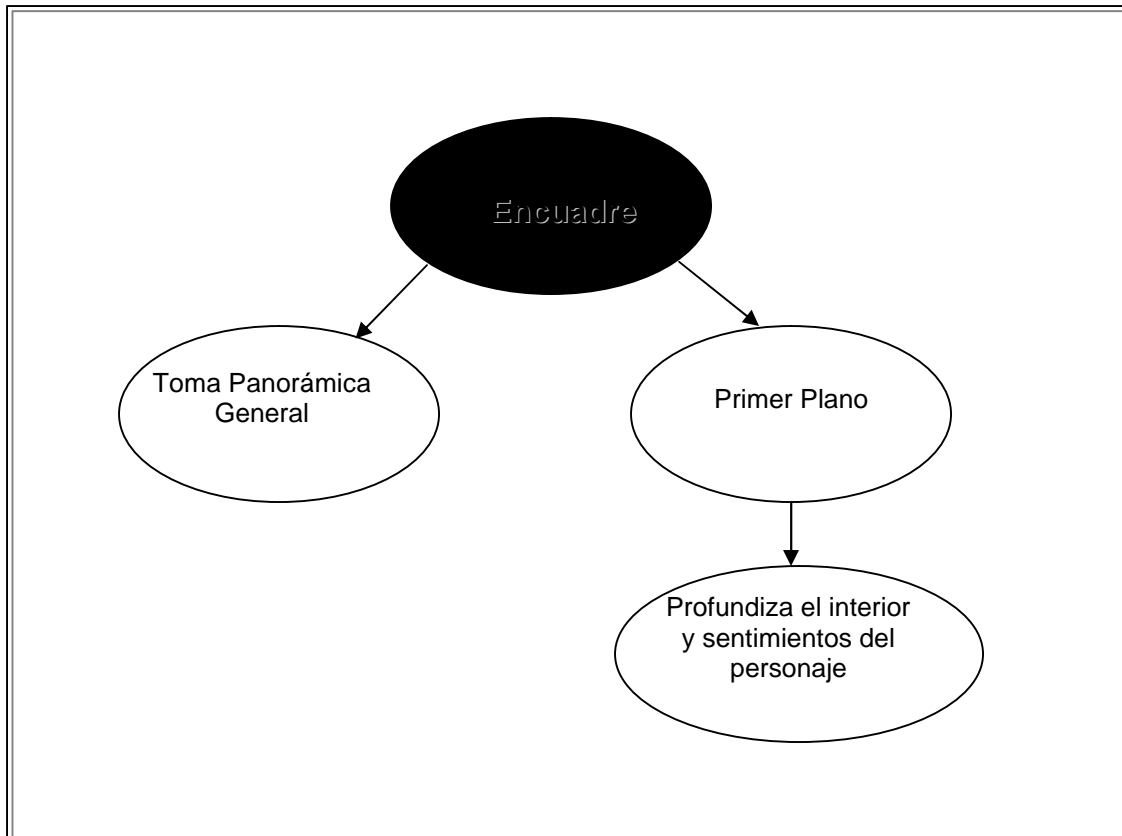 Encuadre
Toma Panorámica
General
Primer Plano
Profundiza el interior
y sentimientos del
personaje